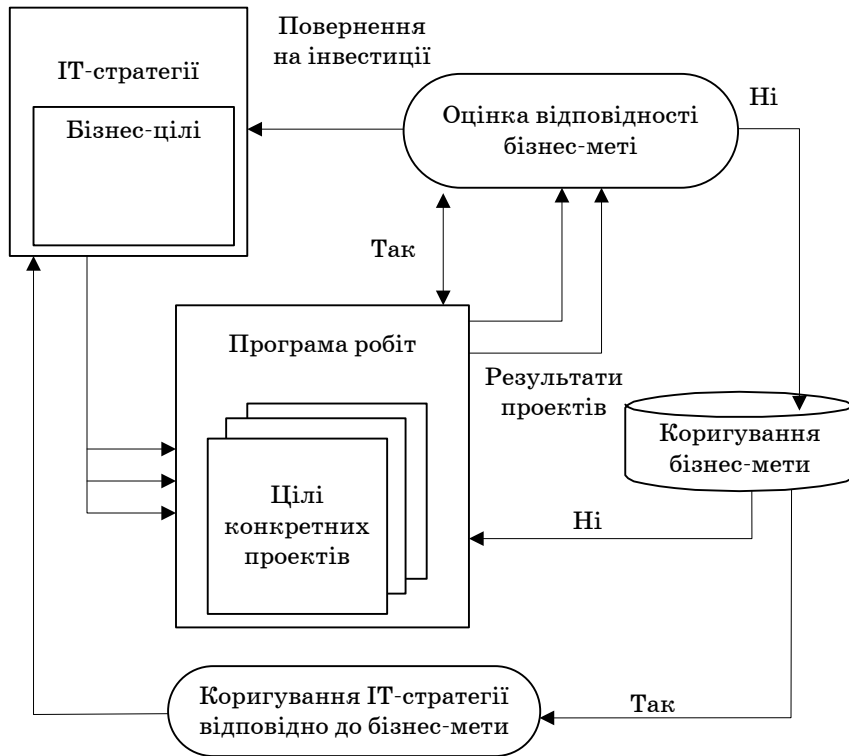 ІТ-стратегії
Бізнес-цілі
Повернення
на інвестиції
Оцінка відповідності
бізнес-меті
Ні
Так
Програма робіт
Результати
проектів
Коригування
бізнес-мети
Цілі
конкретних
проектів
Ні
Коригування ІТ-стратегії
відповідно до бізнес-мети
Так